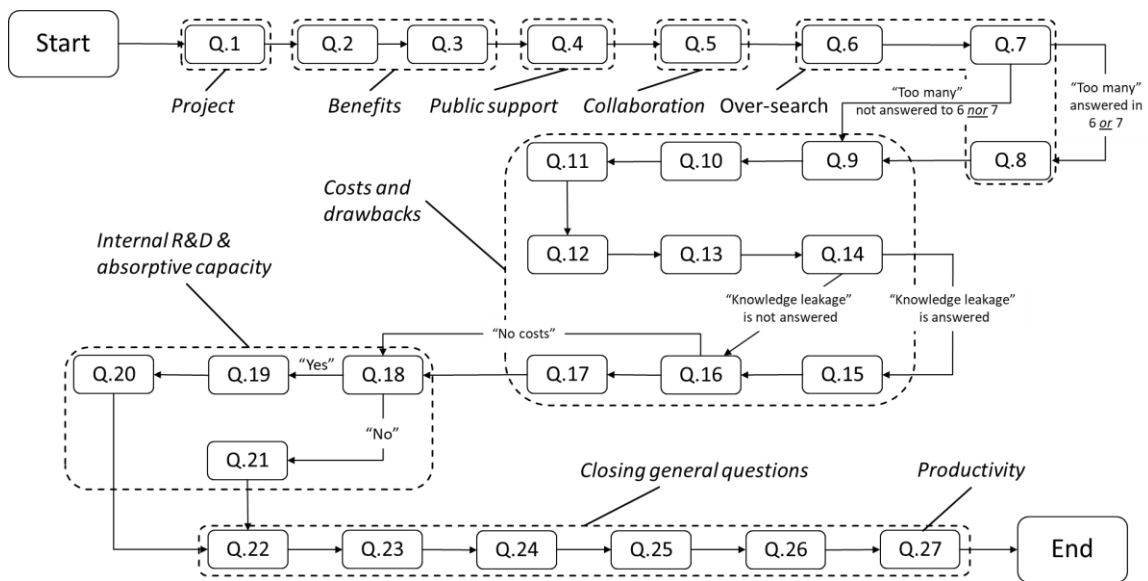 Start
Q.1
Q.2
Q.3
Q.4
Q.5
Q.6
Q.7
Project
Benefits
Public support
Collaboration
Over-search
“Too many”
not answered to 6 nor 7
“Too many”
answered in
6 or 7
Q.11
Q.10
Q.9
Q.8
Costs and
drawbacks
Q.12
Q.13
Q.14
Internal R&D &
absorptive capacity
“Knowledge leakage”
is not answered
“Knowledge leakage”
is answered
“No costs”
Q.20
“Yes”
Q.19
Q.18
Q.17
Q.16
Q.15
“No”
Q.21
Closing general questions
Productivity
Q.22
Q.23
Q.24
Q.25
Q.26
Q.27
End